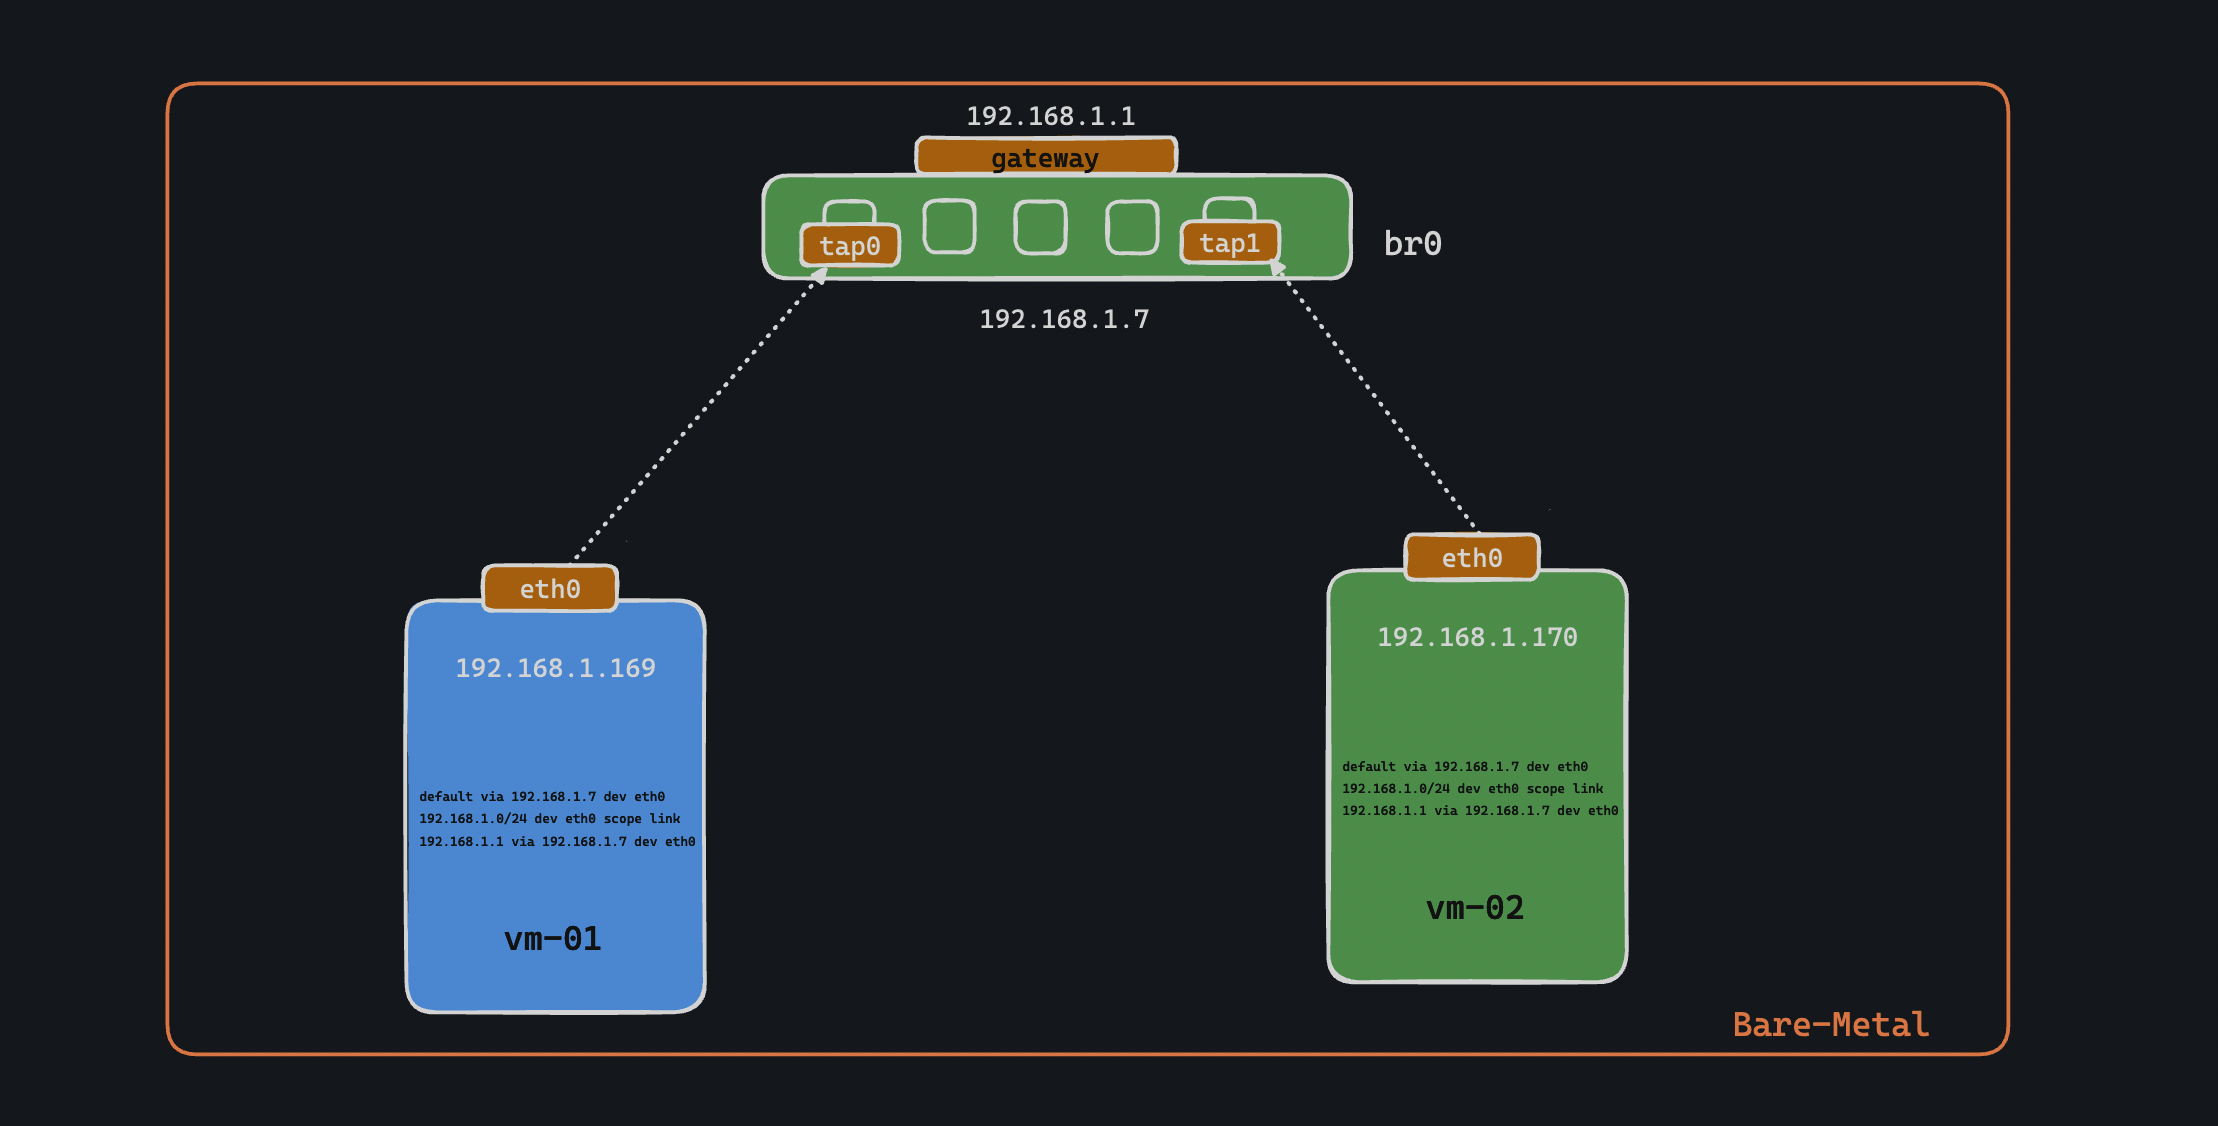 192.168.1.1
gateway
tap0
tap1
br0
192.168.1.7
eth0
192.168.1.169
default via 192.168.1.7 dev eth0
192.168.1.0/24 dev eth0 scope link
192.168.1.1 via 192.168.1.7 dev eth0
vm-01
eth0
192.168.1.170
default via 192.168.1.7 dev eth0
192.168.1.0/24 dev eth0 scope link
192.168.1.1 via 192.168.1.7 dev eth0
vm-02
Bare-Metal